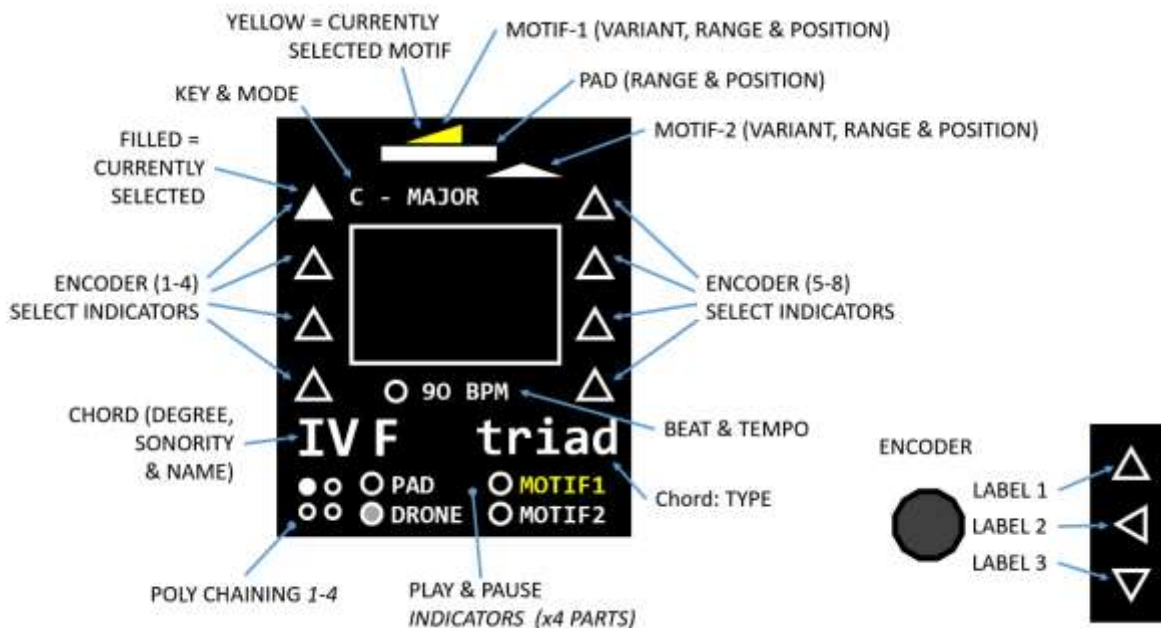 YELLOW = CURRENTLY
SELECTED MOTIF
MOTIF-1 (VARIANT, RANGE & POSITION)
PAD (RANGE & POSITION)
KEY & MODE
MOTIF-2 (VARIANT, RANGE & POSITION)
FILLED =
CURRENTLY
SELECTED
C - MAJOR
ENCODER (1-4)
SELECT INDICATORS
ENCODER (5-8)
SELECT INDICATORS
90 BPM
CHORD (DEGREE,
SONORITY
& NAME)
IV F triad
BEAT & TEMPO
PAD MOTIF1
DRONE MOTIF2
Chord: TYPE
POLY CHAINING 1-4
PLAY & PAUSE
INDICATORS (x4 PARTS)
ENCODER
LABEL 1
LABEL 2
LABEL 3